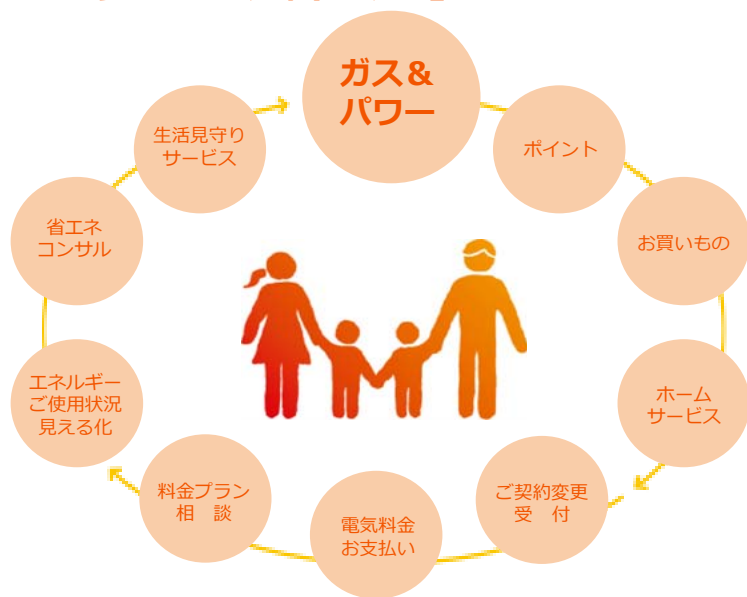 ガス&
パワー
ポイント
お買いもの
ホーム
サービス
ご契約変更
受　付
電気料金
お支払い
料金プラン
相　談
エネルギー
ご使用状況
見える化
省エネ
コンサル
生活見守り
サービス